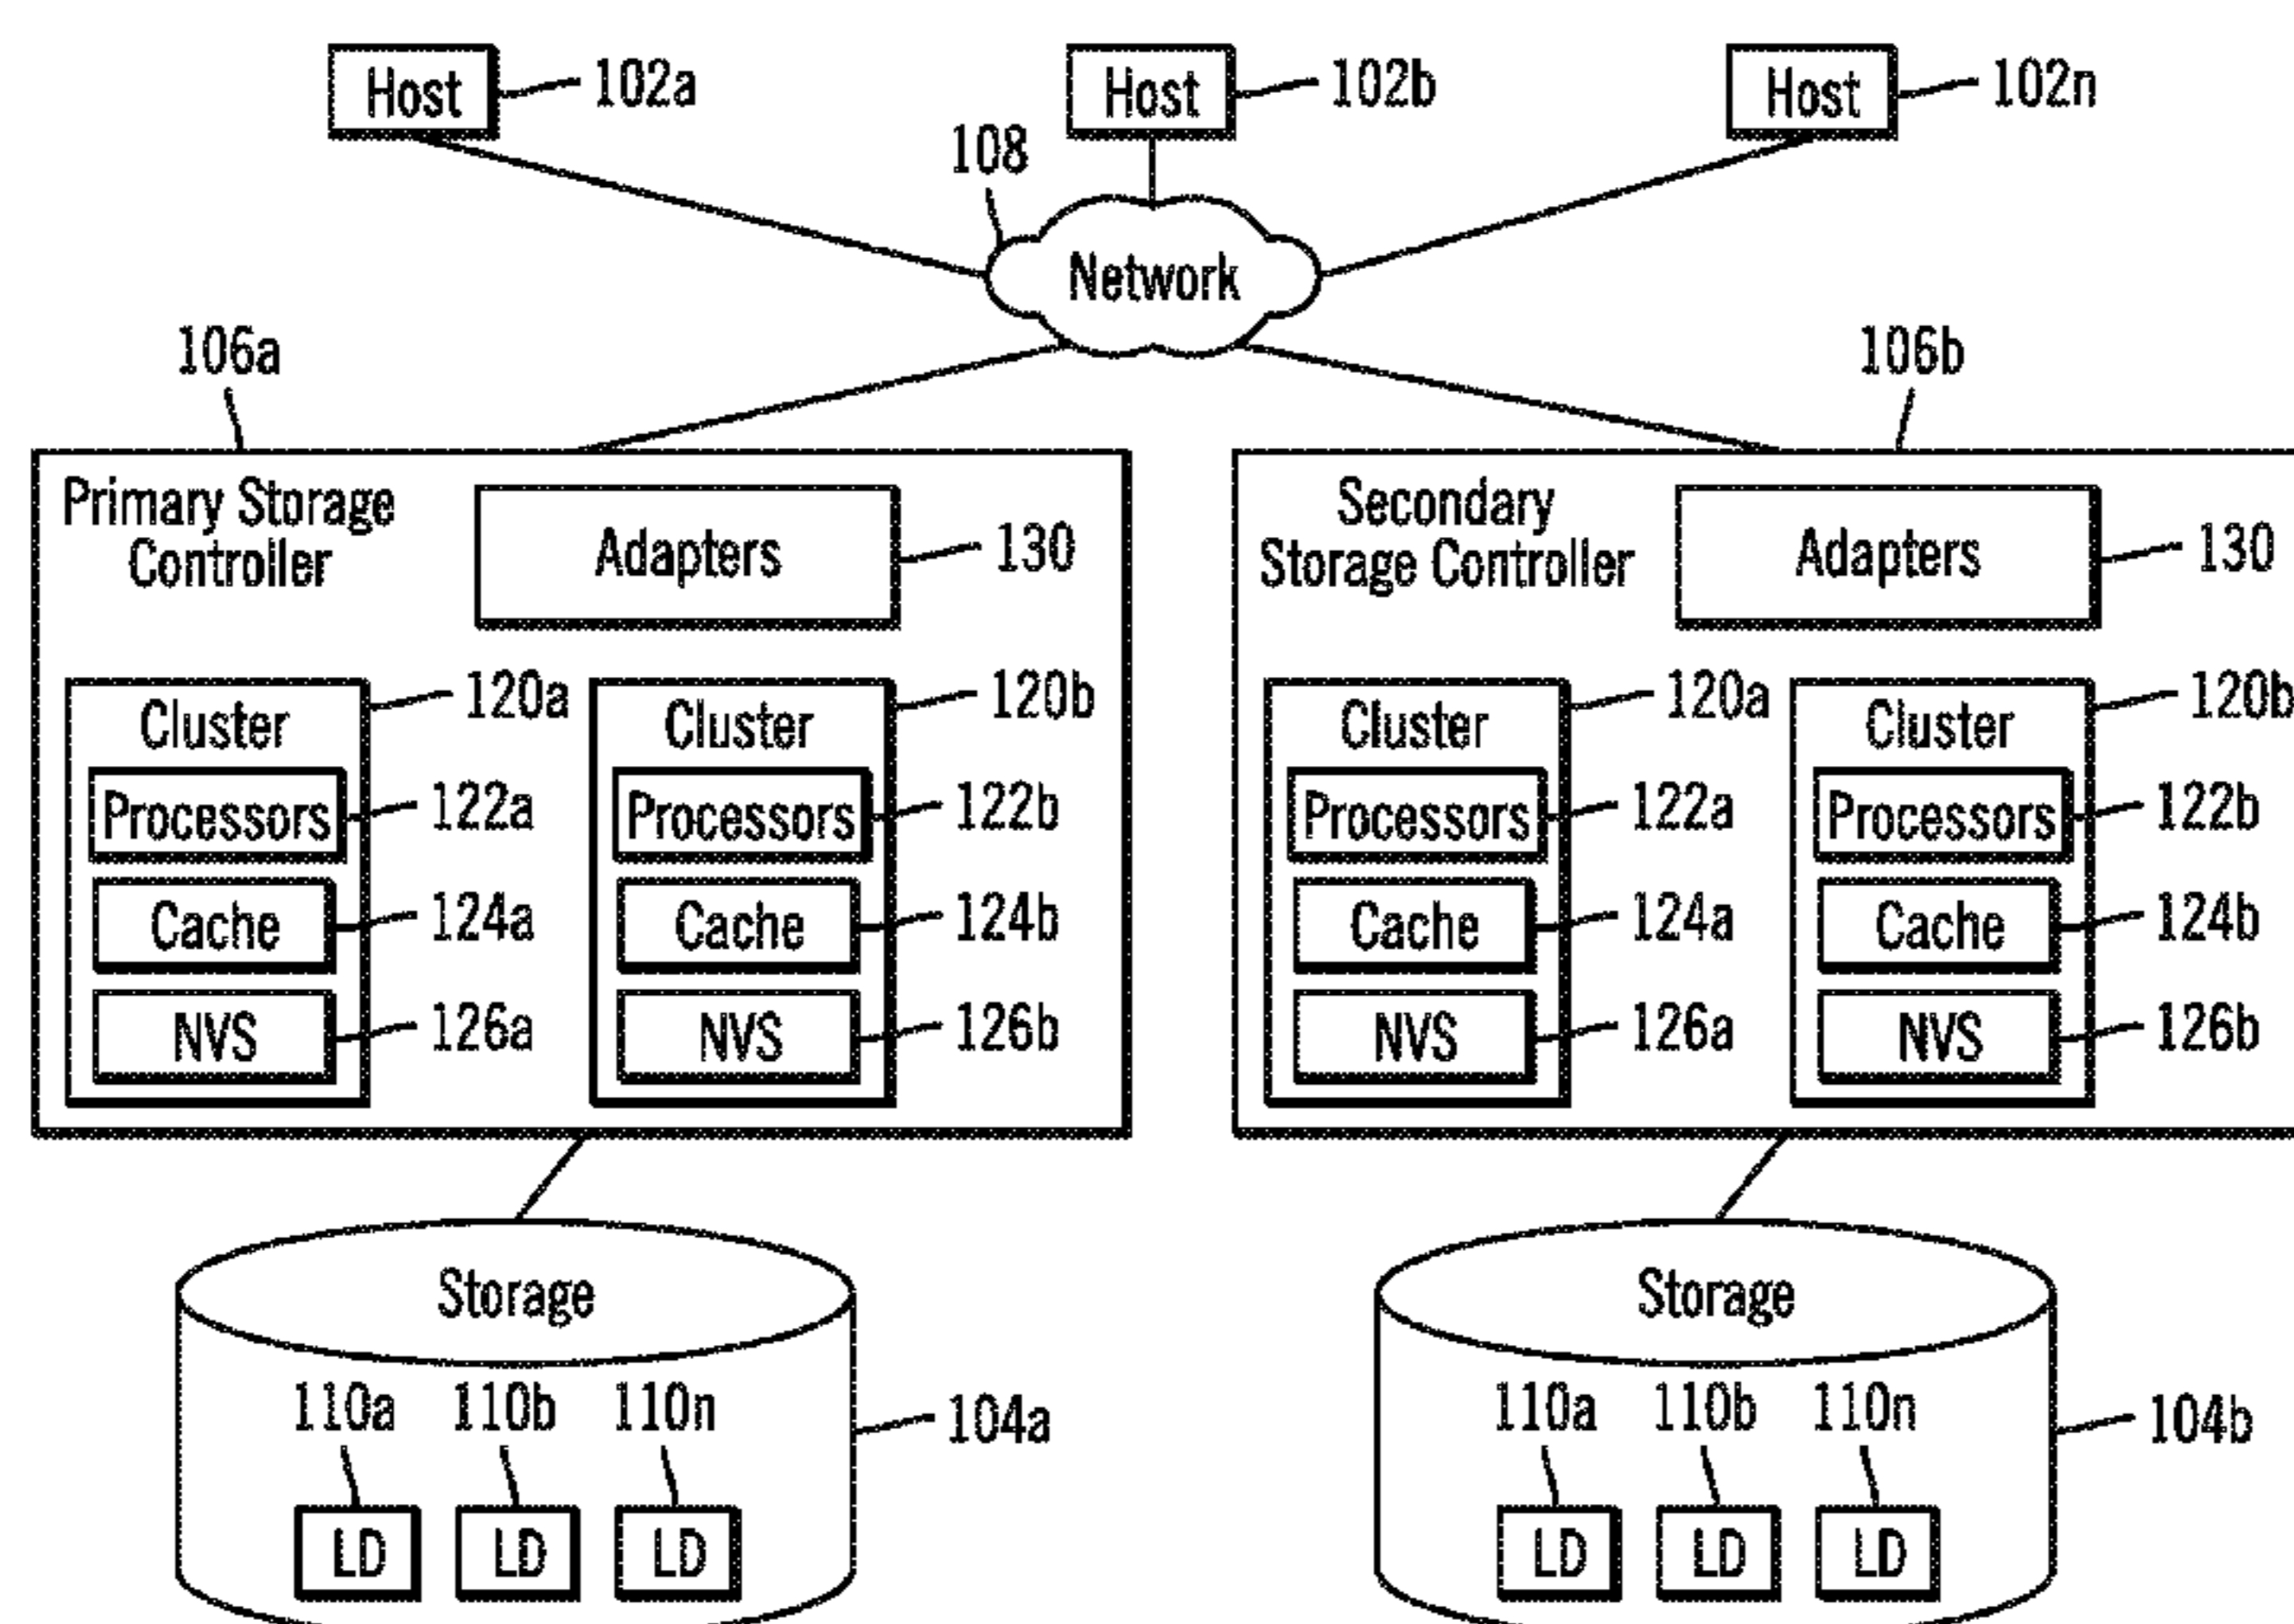 Host 102a Host 102b Host 102n
108
Network
106a 106b
Primary Storage
Controller
Adapters 130
Secondary
Storage Controller
Adapters 130
Cluster 120a Cluster 120b Cluster 120a Cluster 120b
Processors 122a Processors 122b Processors 122a Processors 122b
Cache 124a Cache 124b Cache 124a Cache 124b
NVS 126a NVS 126b NVS 126a NVS 126b
Storage Storage
110a 110b 110n 104a 110a 110b 110n 104b
LD LD LD LD LD LD